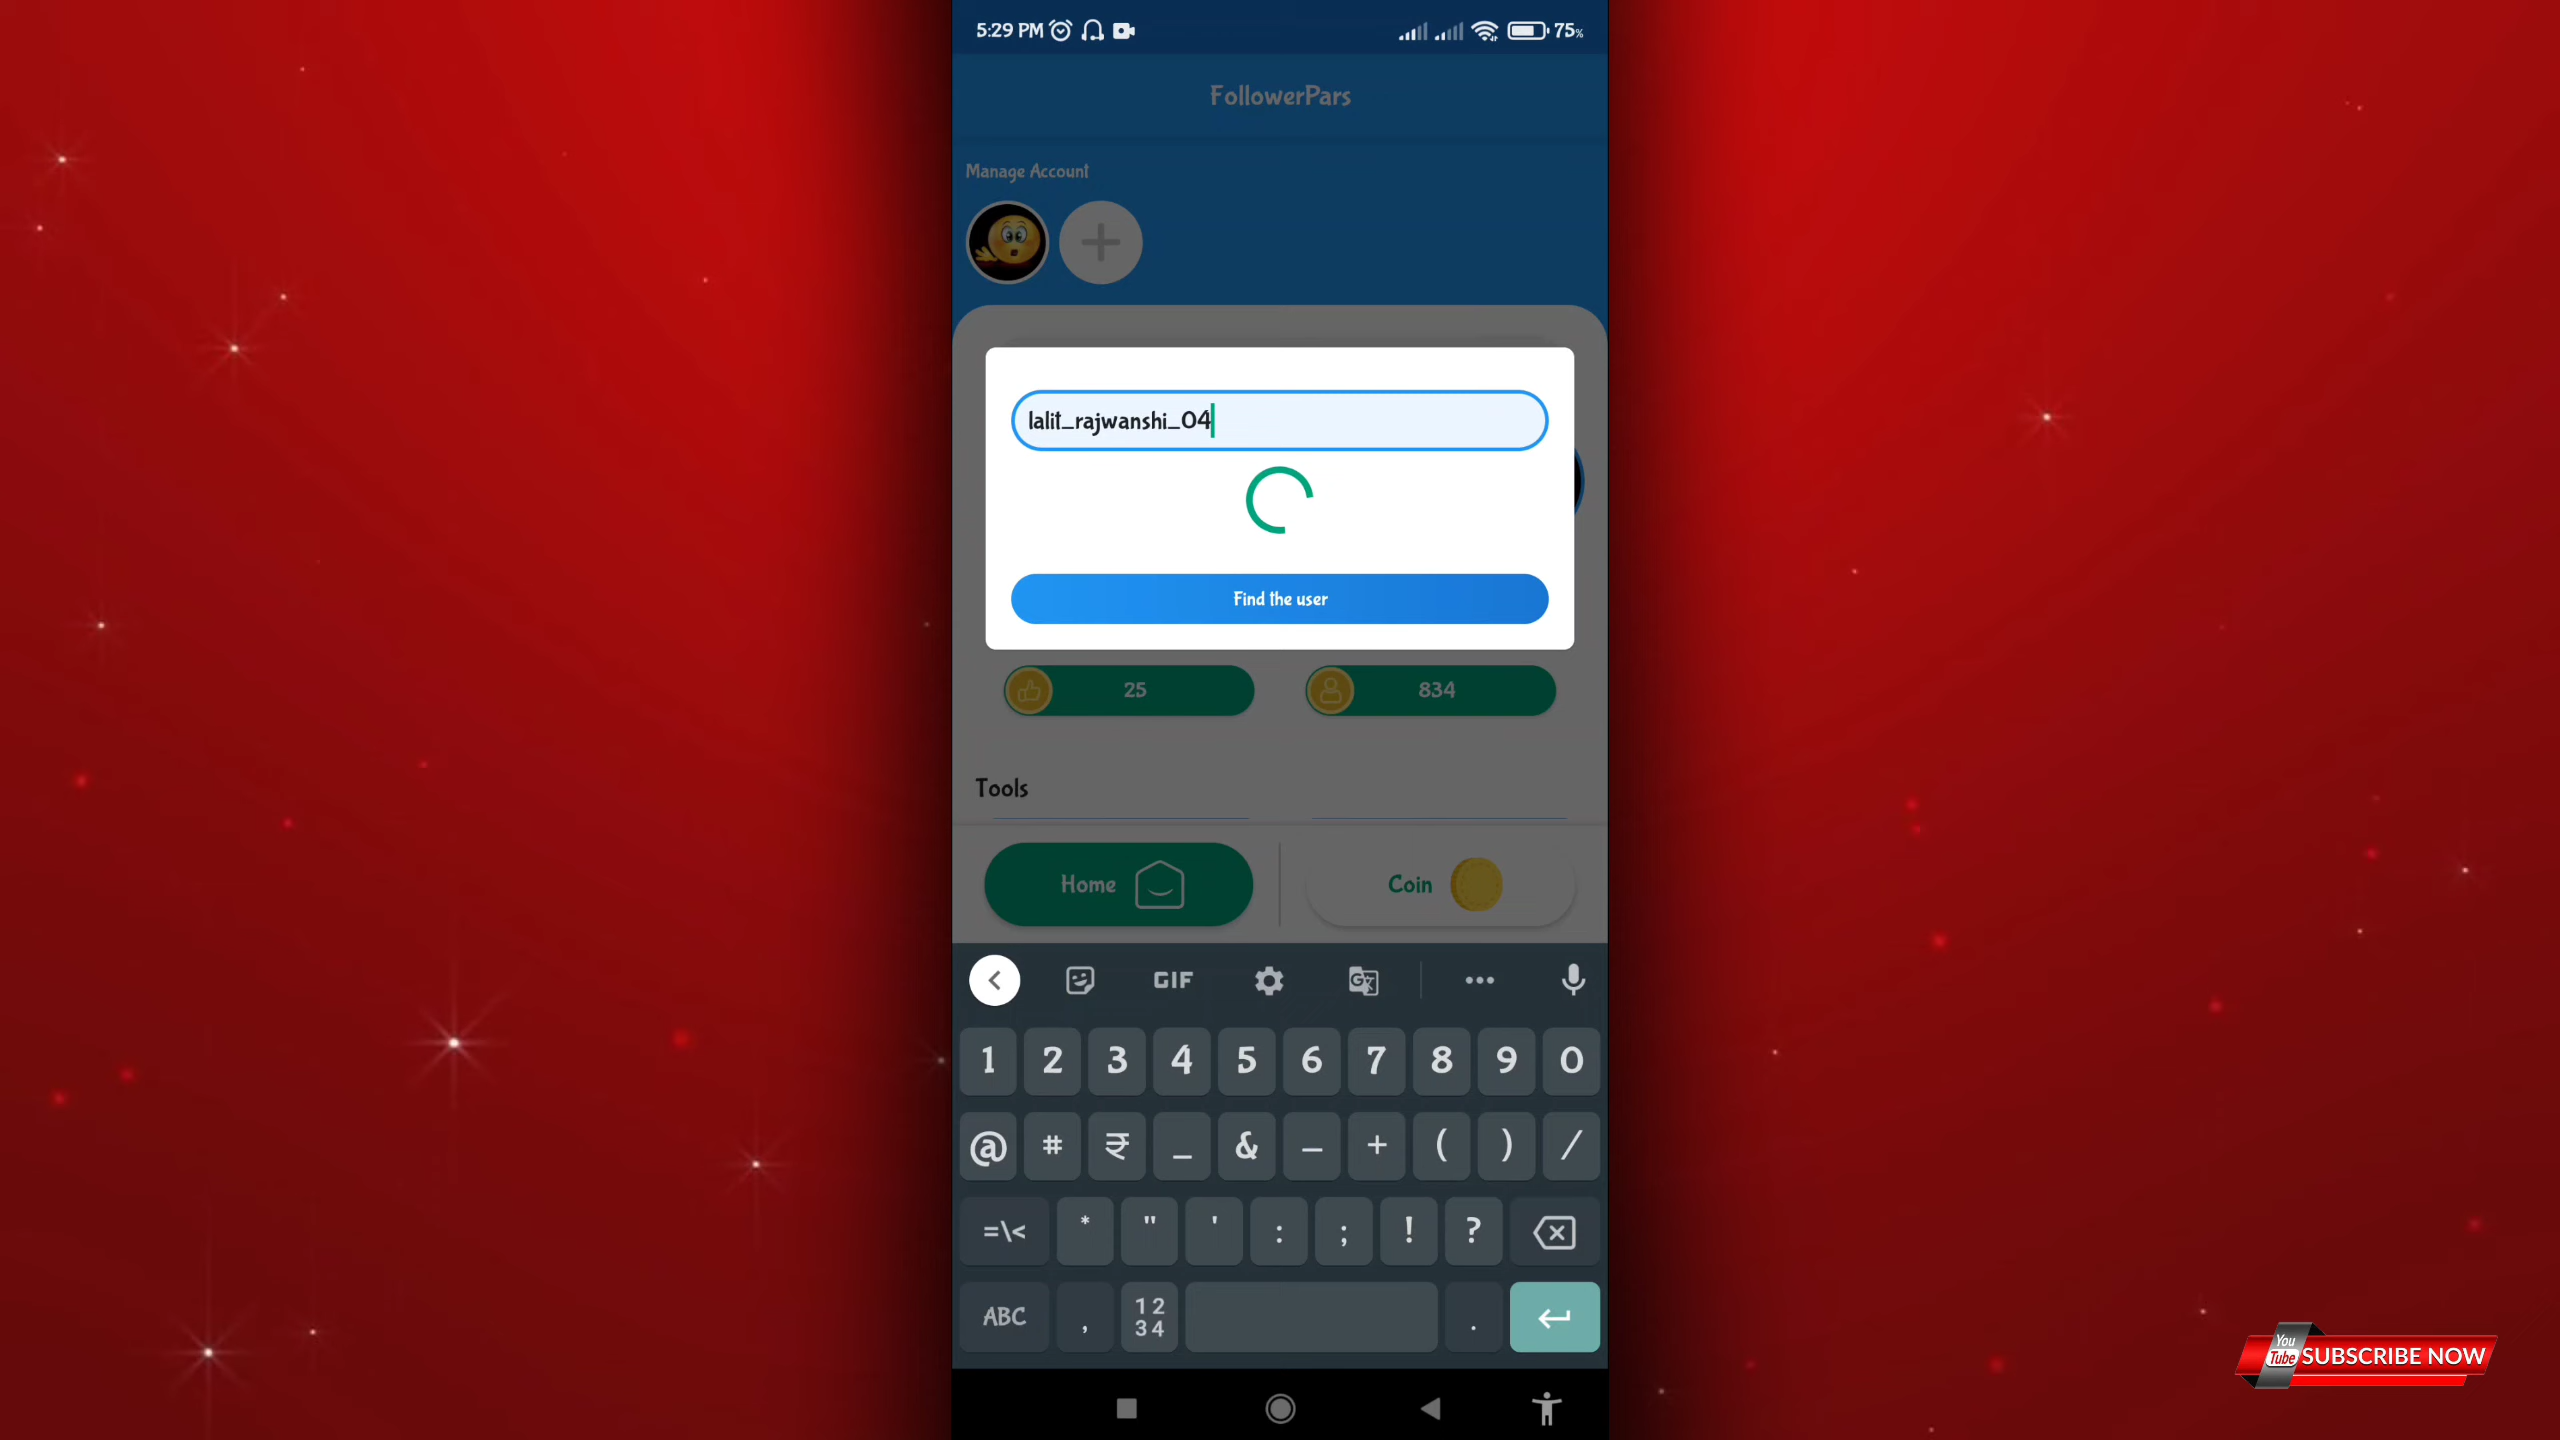 5:29 PM
75%
FollowerPars
Manage Account
lalit_rajwanshi_04
Find the user
25
834
Tools
Home
Coin
GIF
1 2 3 4 5 6 7 8 9 0
@ # ₹ _ & – + ( ) /
=\< * " ' : ; ! ?
ABC , 12 34 .
You
Tube SUBSCRIBE NOW